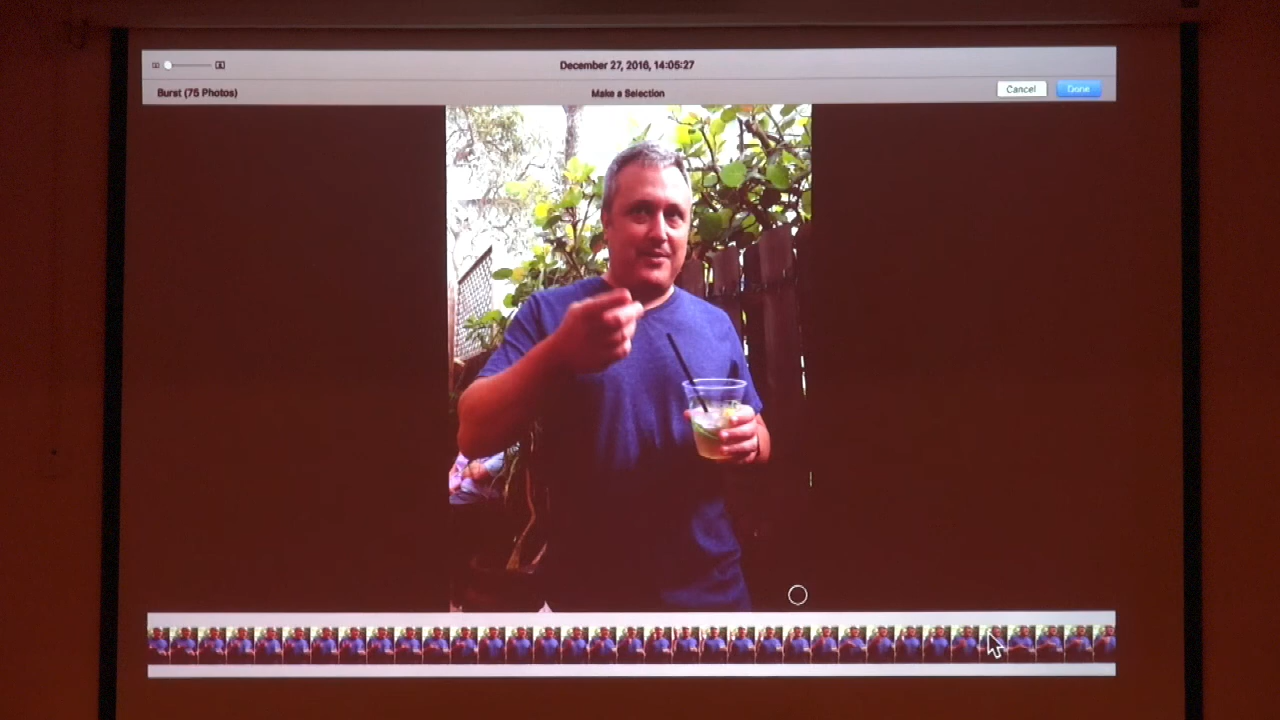 December 27, 2016, 14:05:27
Burst (75 Photos)
Make a Selection
Cancel
Done